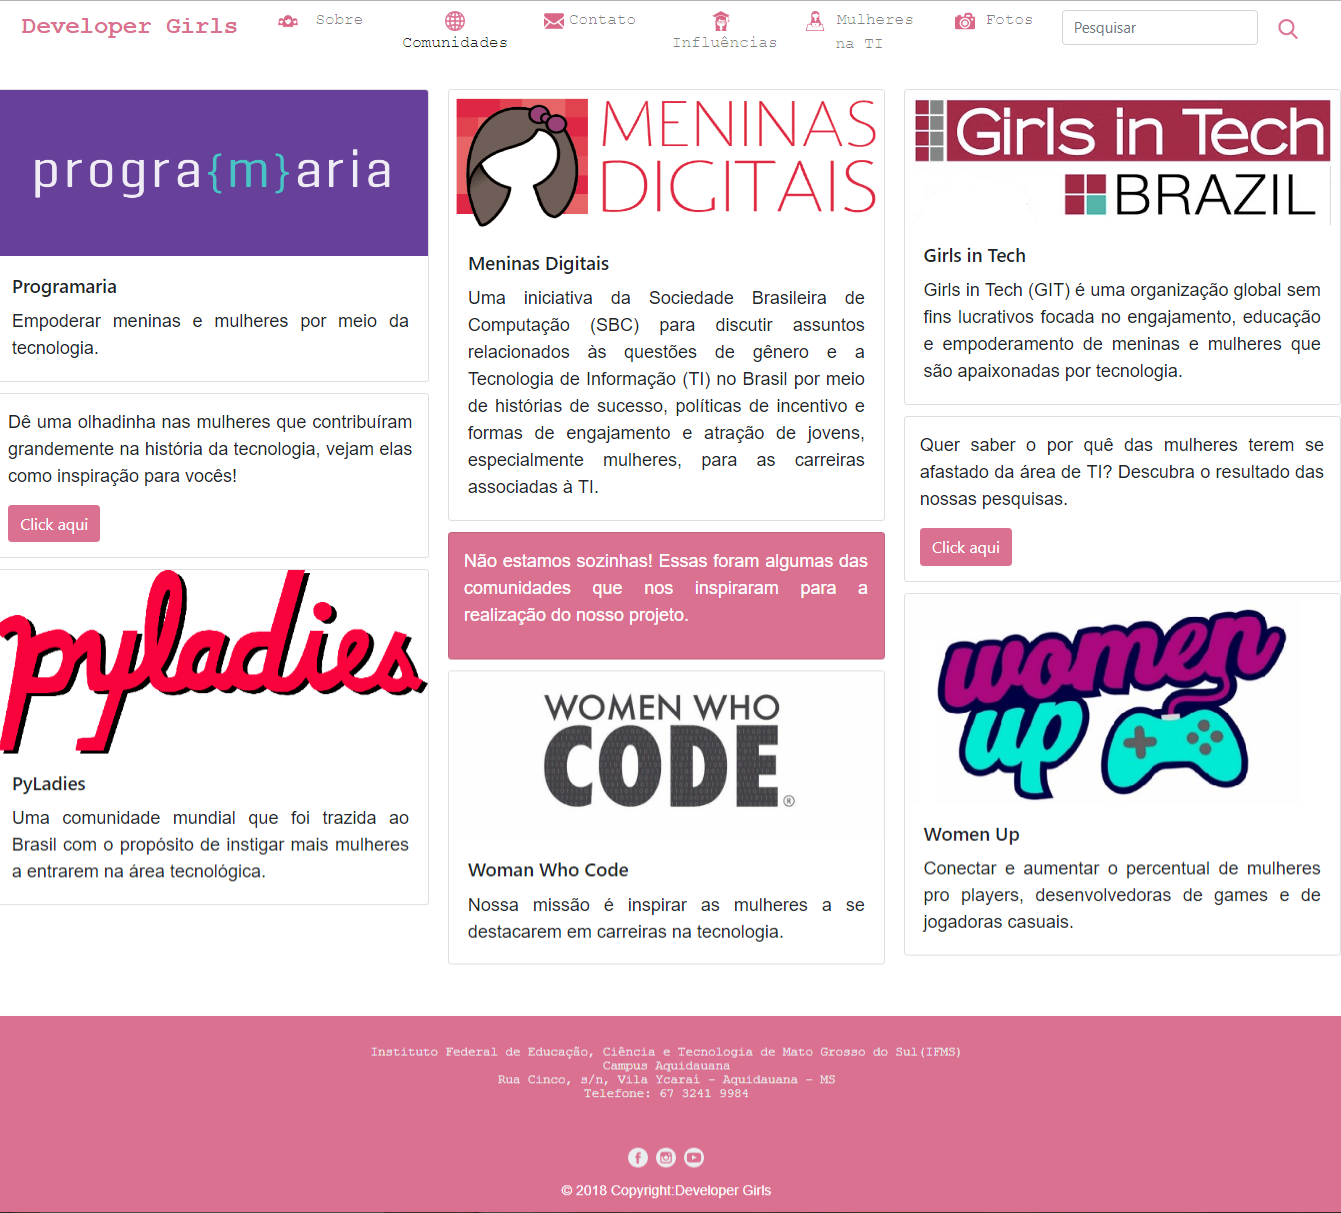 Developer Girls
Sobre
Comunidades
Contato
Influências
Mulheres
na TI
Fotos
Pesquisar
progra{m}aria
Programaria
Empoderar meninas e mulheres por meio da
tecnologia.
Dê uma olhadinha nas mulheres que contribuíram
grandemente na história da tecnologia, vejam elas
como inspiração para vocês!
Click aqui
pyladies
PyLadies
Uma comunidade mundial que foi trazida ao
Brasil com o propósito de instigar mais mulheres
a entrarem na área tecnológica.
MENINAS
DIGITAIS
Meninas Digitais
Uma iniciativa da Sociedade Brasileira de
Computação (SBC) para discutir assuntos
relacionados às questões de gênero e a
Tecnologia de Informação (TI) no Brasil por meio
de histórias de sucesso, políticas de incentivo e
formas de engajamento e atração de jovens,
especialmente mulheres, para as carreiras
associadas à TI.
Não estamos sozinhas! Essas foram algumas das
comunidades que nos inspiraram para a
realização do nosso projeto.
WOMEN WHO
CODE®
Woman Who Code
Nossa missão é inspirar as mulheres a se
destacarem em carreiras na tecnologia.
Girls in Tech
BRAZIL
Girls in Tech
Girls in Tech (GIT) é uma organização global sem
fins lucrativos focada no engajamento, educação
e empoderamento de meninas e mulheres que
são apaixonadas por tecnologia.
Quer saber o por quê das mulheres terem se
afastado da área de TI? Descubra o resultado das
nossas pesquisas.
Click aqui
women
up
Women Up
Conectar e aumentar o percentual de mulheres
pro players, desenvolvedoras de games e de
jogadoras casuais.
Instituto Federal de Educação, Ciência e Tecnologia de Mato Grosso do Sul(IFMS)
Campus Aquidauana
Rua Cinco, s/n, Vila Ycaraí - Aquidauana - MS
Telefone: 67 3241 9984
© 2018 Copyright:Developer Girls